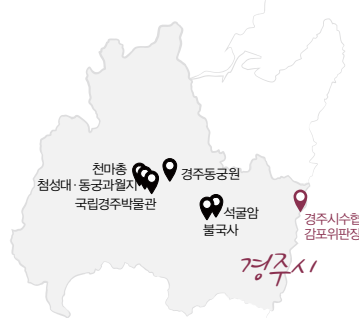 천마총
경주동궁원
첨성대·동궁과월지
국립경주박물관
석굴암
불국사
경주시수협
감포위판장
경주시